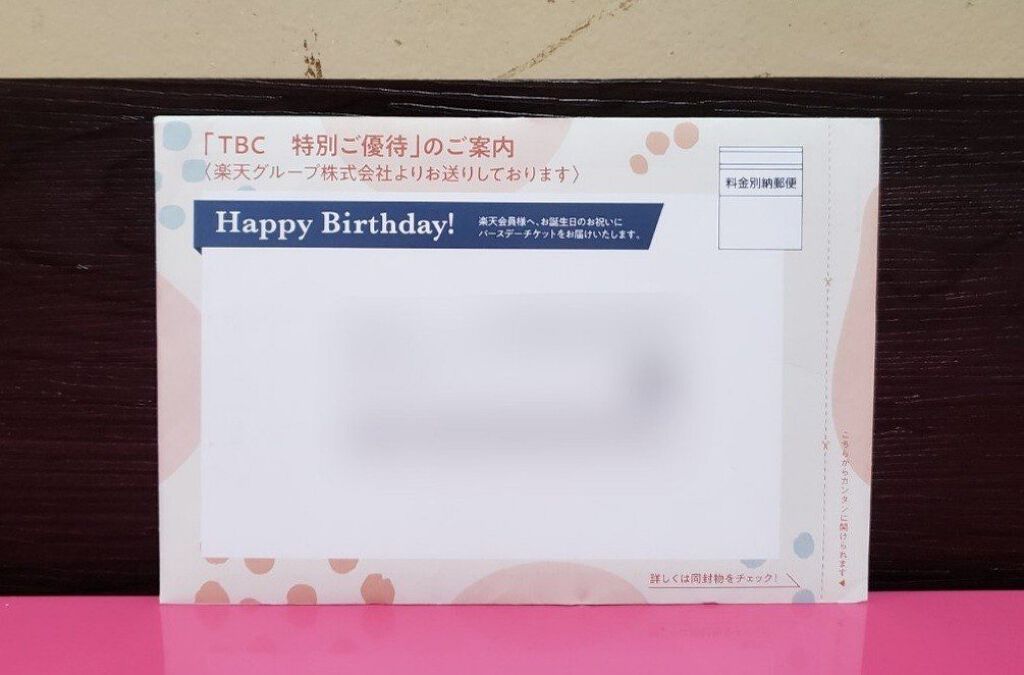 「TBC　特別ご優待」のご案内
〈楽天グループ株式会社よりお送りしております〉
料金別納郵便
Happy Birthday!
楽天会員様へ、お誕生日のお祝いに
バースデーチケットをお届けいたします。
こちらからカンタンに開けられます◀
詳しくは同封物をチェック!